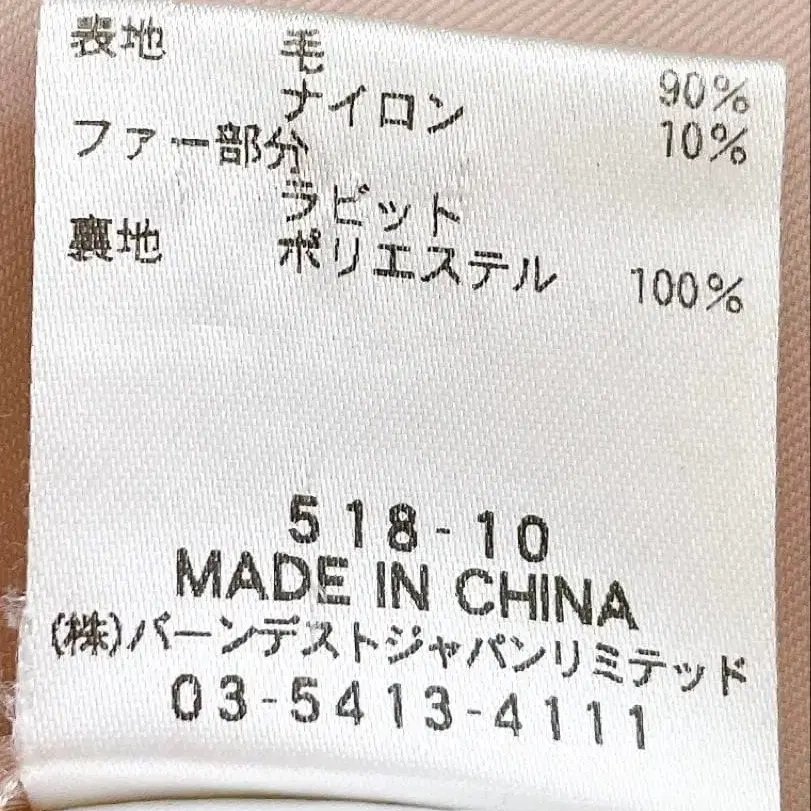 表地 毛 90%
ナイロン 10%
ファー部分
ラビット
裏地 ポリエステル 100%
518-10
MADE IN CHINA
(株)バーンデストジャパンリミテッド
03-5413-4111